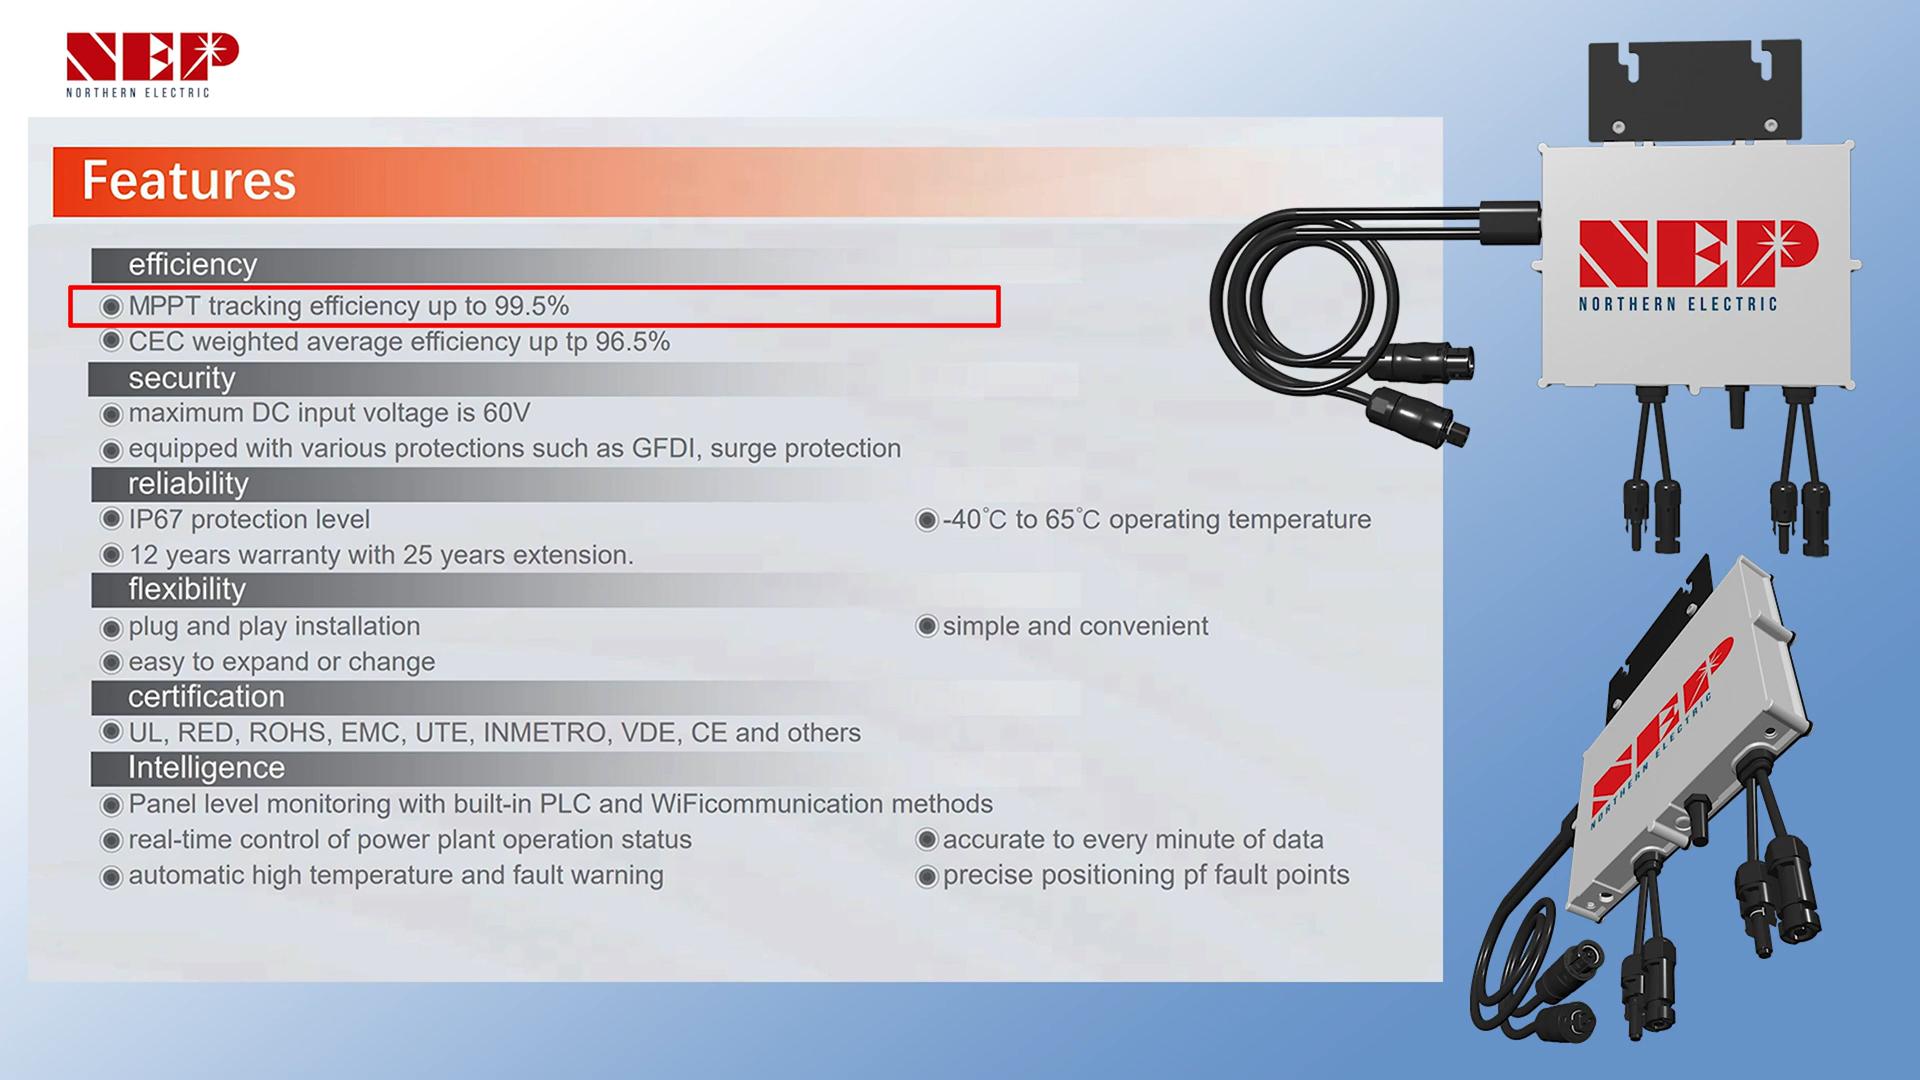 NEP
NORTHERN ELECTRIC
Features
efficiency
MPPT tracking efficiency up to 99.5%
CEC weighted average efficiency up tp 96.5%
security
maximum DC input voltage is 60V
equipped with various protections such as GFDI, surge protection
reliability
IP67 protection level
-40°C to 65°C operating temperature
12 years warranty with 25 years extension.
flexibility
plug and play installation
simple and convenient
easy to expand or change
certification
UL, RED, ROHS, EMC, UTE, INMETRO, VDE, CE and others
Intelligence
Panel level monitoring with built-in PLC and WiFicommunication methods
real-time control of power plant operation status
accurate to every minute of data
automatic high temperature and fault warning
precise positioning pf fault points
NEP
NORTHERN ELECTRIC
NEP
NORTHERN ELECTRIC